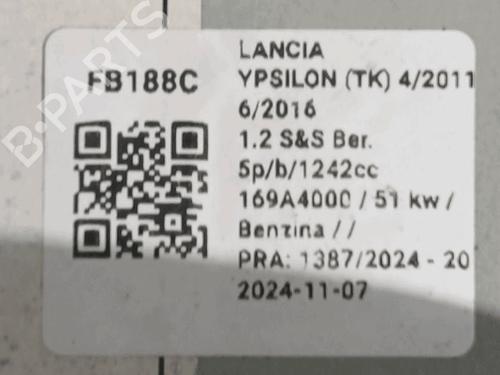 FB188C
LANCIA
YPSILON (TK) 4/2011
6/2016
1.2 S&S Ber.
5p/b/1242cc
169A4000 / 51 kw /
Benzina / /
PRA: 1387/2024 - 20
2024-11-07
B-PARTS